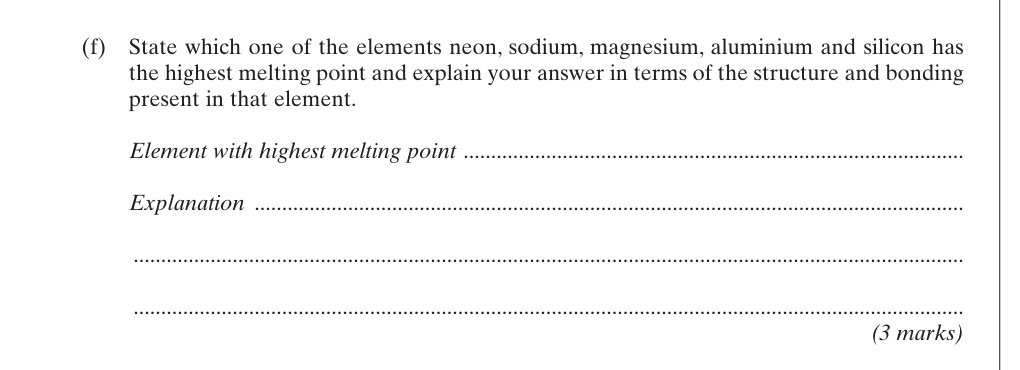 (f) State which one of the elements neon, sodium, magnesium, aluminium and silicon has
the highest melting point and explain your answer in terms of the structure and bonding
present in that element.
Element with highest melting point ..........................................................................................
Explanation ................................................................................................................................
......................................................................................................................................................
......................................................................................................................................................
(3 marks)